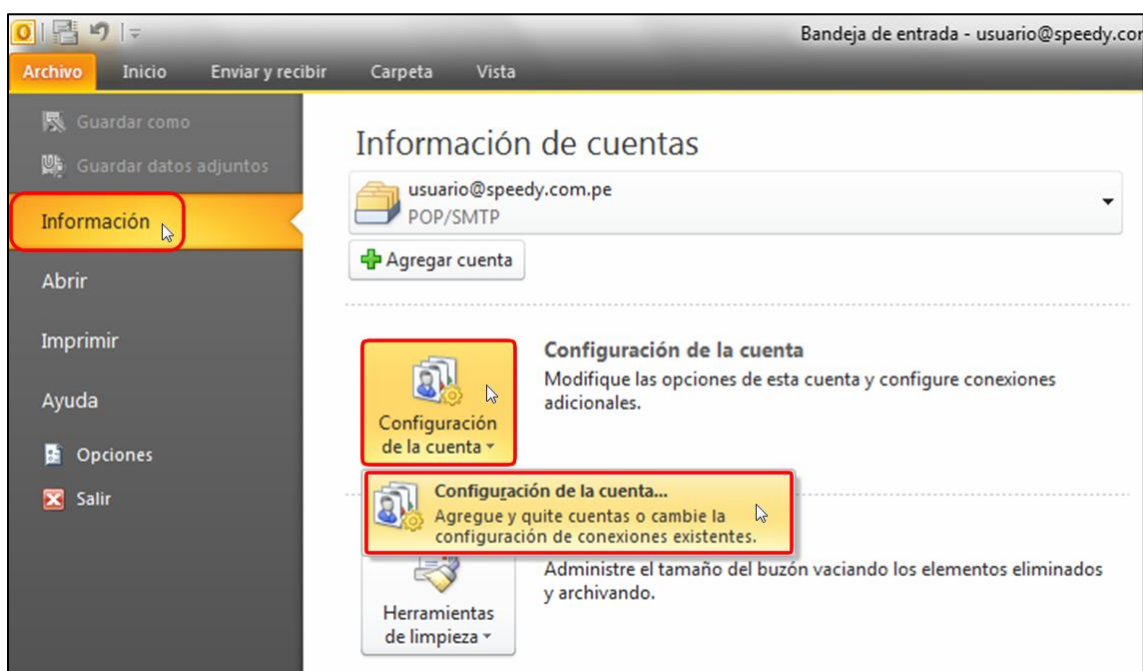 Bandeja de entrada - usuario@speedy.cor
Archivo Inicio Enviar y recibir Carpeta Vista
Guardar como
Guardar datos adjuntos
Información
Abrir
Imprimir
Ayuda
Opciones
Salir
Información de cuentas
usuario@speedy.com.pe
POP/SMTP
Agregar cuenta
Configuración
de la cuenta
Configuración de la cuenta
Modifique las opciones de esta cuenta y configure conexiones
adicionales.
Configuración de la cuenta...
Agregue y quite cuentas o cambie la
configuración de conexiones existentes.
Herramientas
de limpieza
Administre el tamaño del buzón vaciando los elementos eliminados
y archivando.